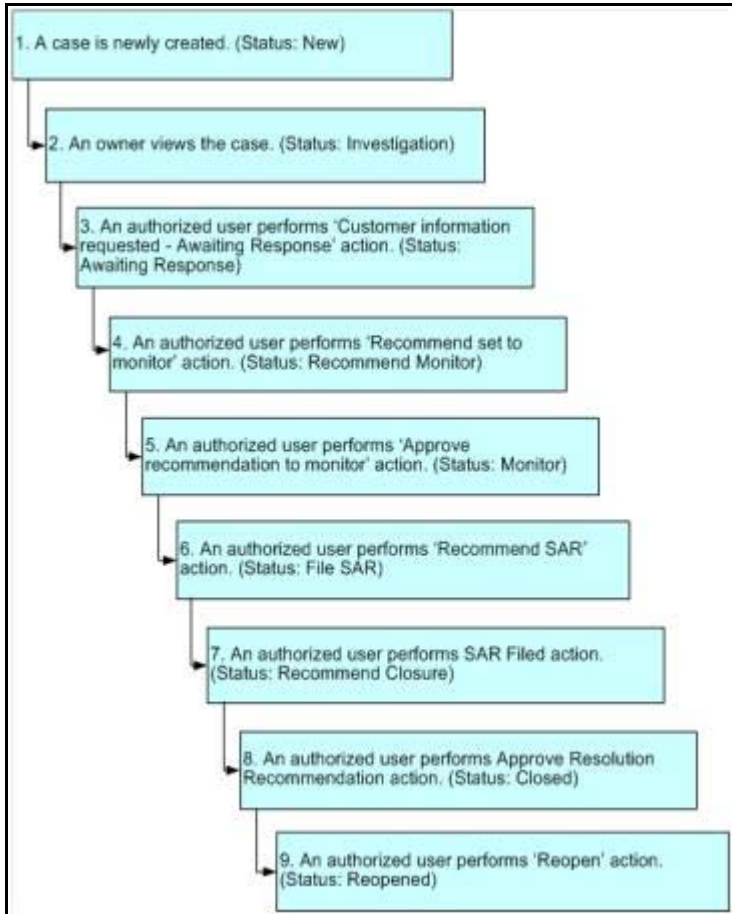 1. A case is newly created. (Status: New)
2. An owner views the case. (Status: Investigation)
3. An authorized user performs 'Customer information
requested - Awaiting Response' action. (Status:
Awaiting Response)
4. An authorized user performs 'Recommend set to
monitor' action. (Status: Recommend Monitor)
5. An authorized user performs 'Approve
recommendation to monitor' action. (Status: Monitor)
6. An authorized user performs 'Recommend SAR'
action. (Status: File SAR)
7. An authorized user performs SAR Filed action.
(Status: Recommend Closure)
8. An authorized user performs Approve Resolution
Recommendation action. (Status: Closed)
9. An authorized user performs 'Reopen' action.
(Status: Reopened)